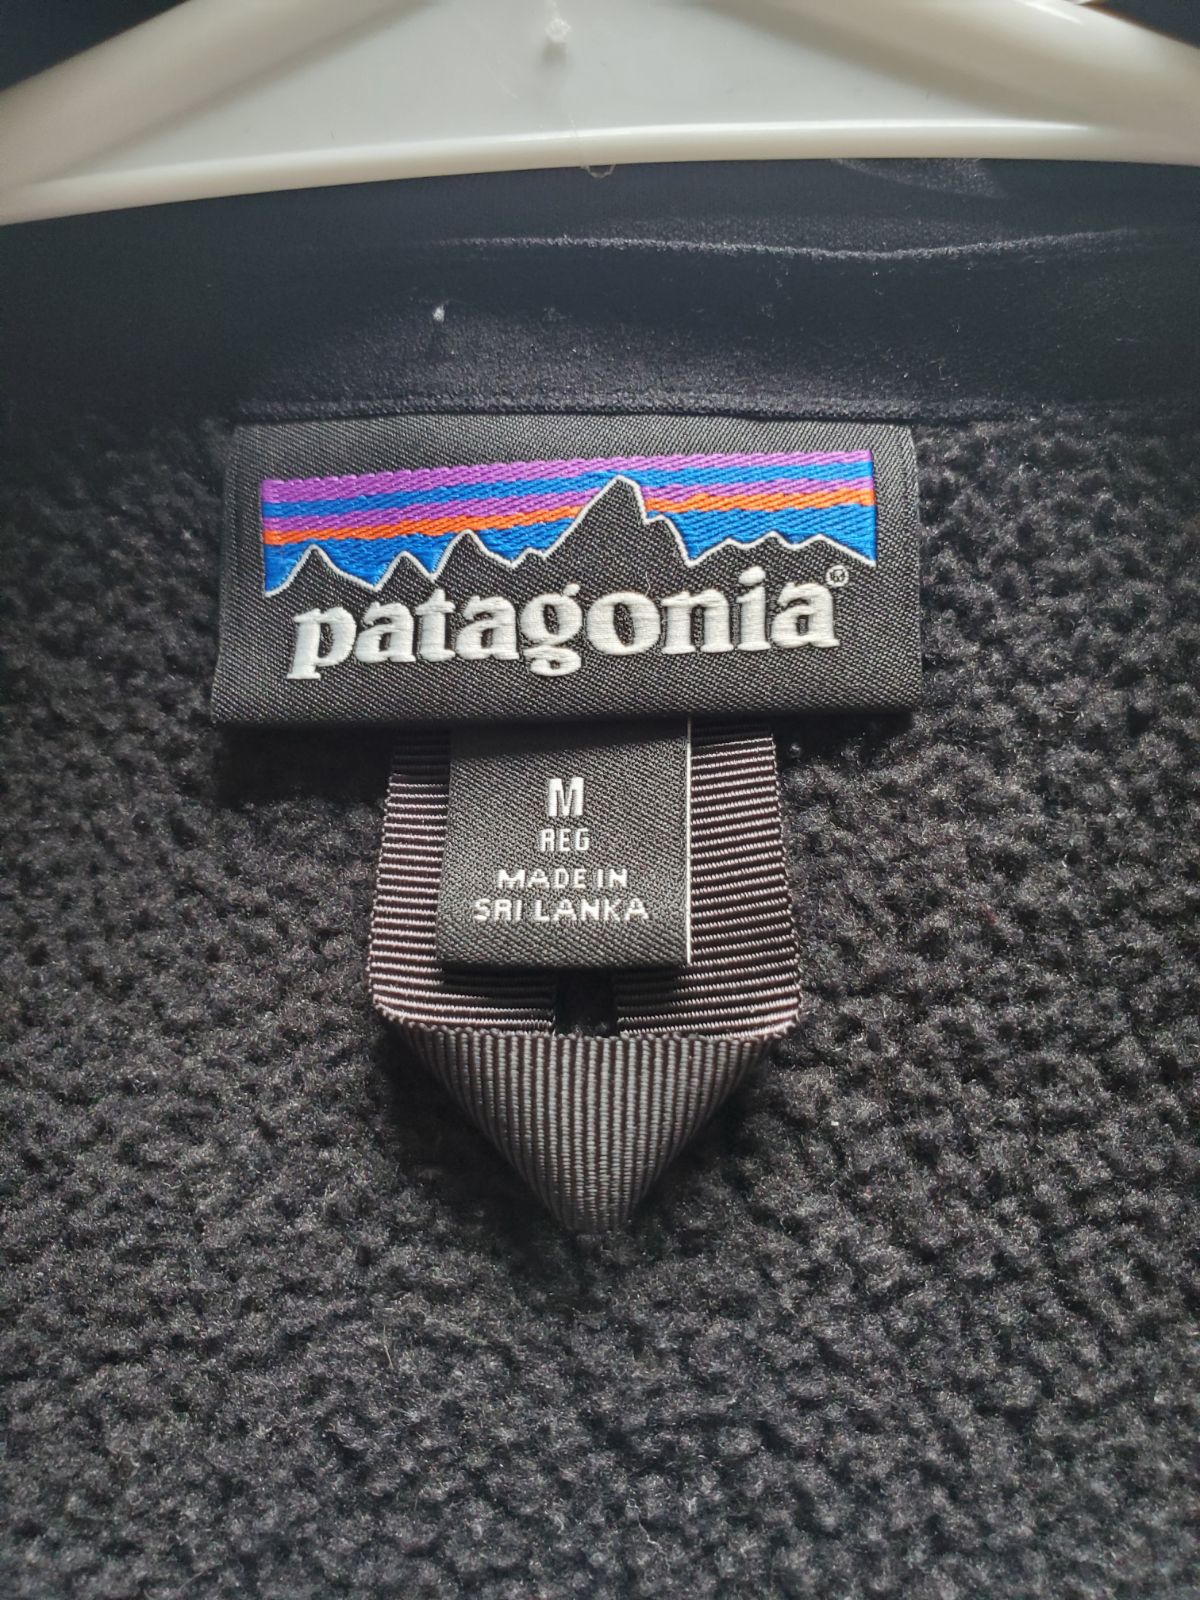 patagonia®
M
REG
MADE IN
SRI LANKA